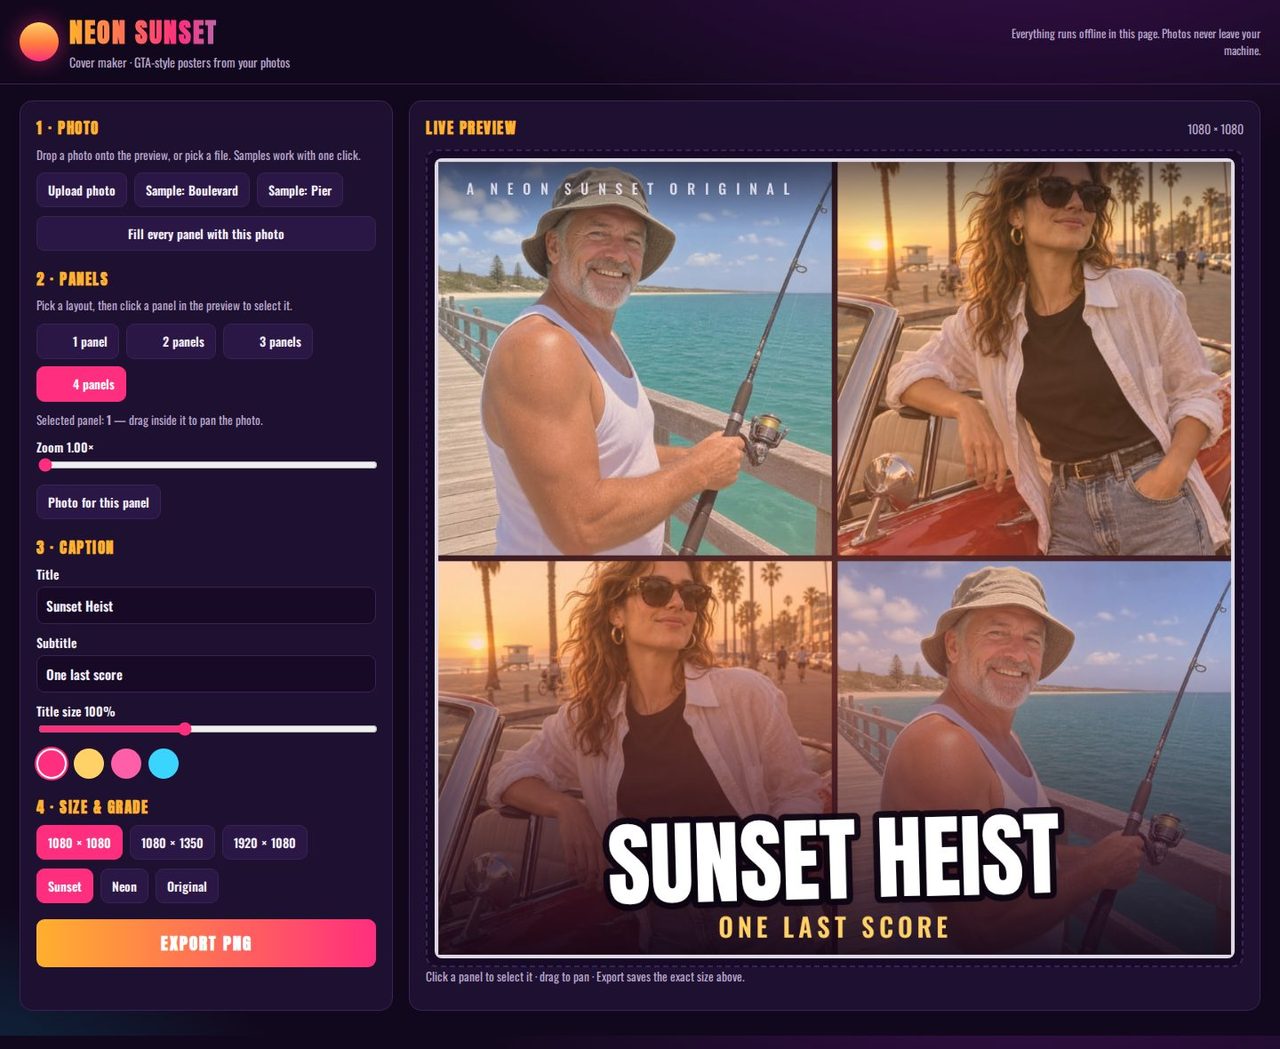 NEON SUNSET
Cover maker · GTA-style posters from your photos
Everything runs offline in this page. Photos never leave your
machine.
1 · PHOTO
Drop a photo onto the preview, or pick a file. Samples work with one click.
Upload photo
Sample: Boulevard
Sample: Pier
Fill every panel with this photo
2 · PANELS
Pick a layout, then click a panel in the preview to select it.
1 panel
2 panels
3 panels
4 panels
Selected panel: 1 — drag inside it to pan the photo.
Zoom 1.00×
Photo for this panel
3 · CAPTION
Title
Sunset Heist
Subtitle
One last score
Title size 100%
4 · SIZE & GRADE
1080 × 1080
1080 × 1350
1920 × 1080
Sunset
Neon
Original
EXPORT PNG
LIVE PREVIEW
1080 × 1080
A NEON SUNSET ORIGINAL
SUNSET HEIST
ONE LAST SCORE
Click a panel to select it · drag to pan · Export saves the exact size above.